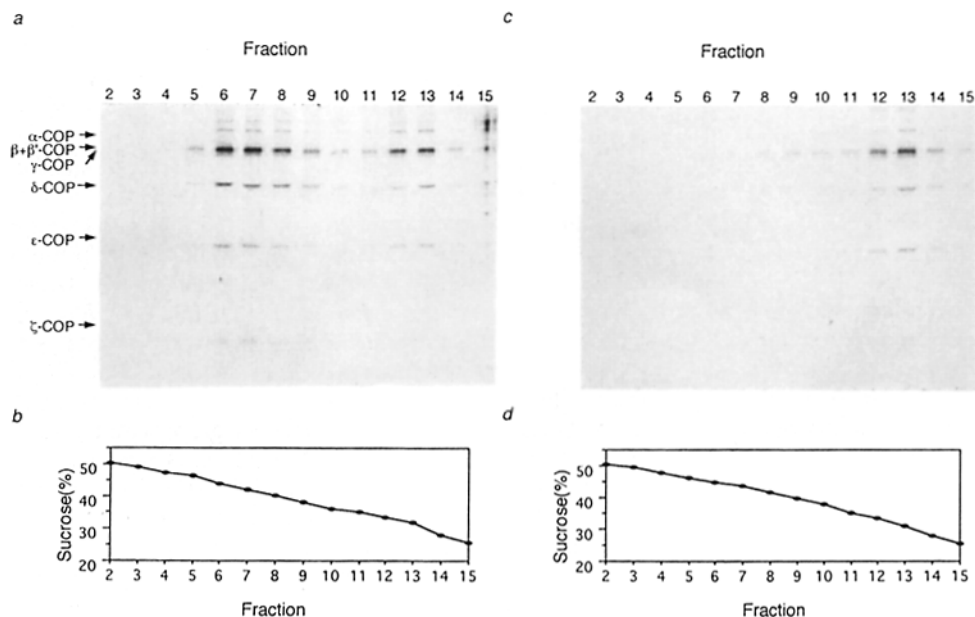 a
Fraction
2 3 4 5 6 7 8 9 10 11 12 13 14 15
α-COP
β+β'-COP
γ-COP
δ-COP
ε-COP
ζ-COP
c
Fraction
2 3 4 5 6 7 8 9 10 11 12 13 14 15
b
Sucrose(%)
50
40
30
20
2 3 4 5 6 7 8 9 10 11 12 13 14 15
Fraction
d
Sucrose(%)
50
40
30
20
2 3 4 5 6 7 8 9 10 11 12 13 14 15
Fraction